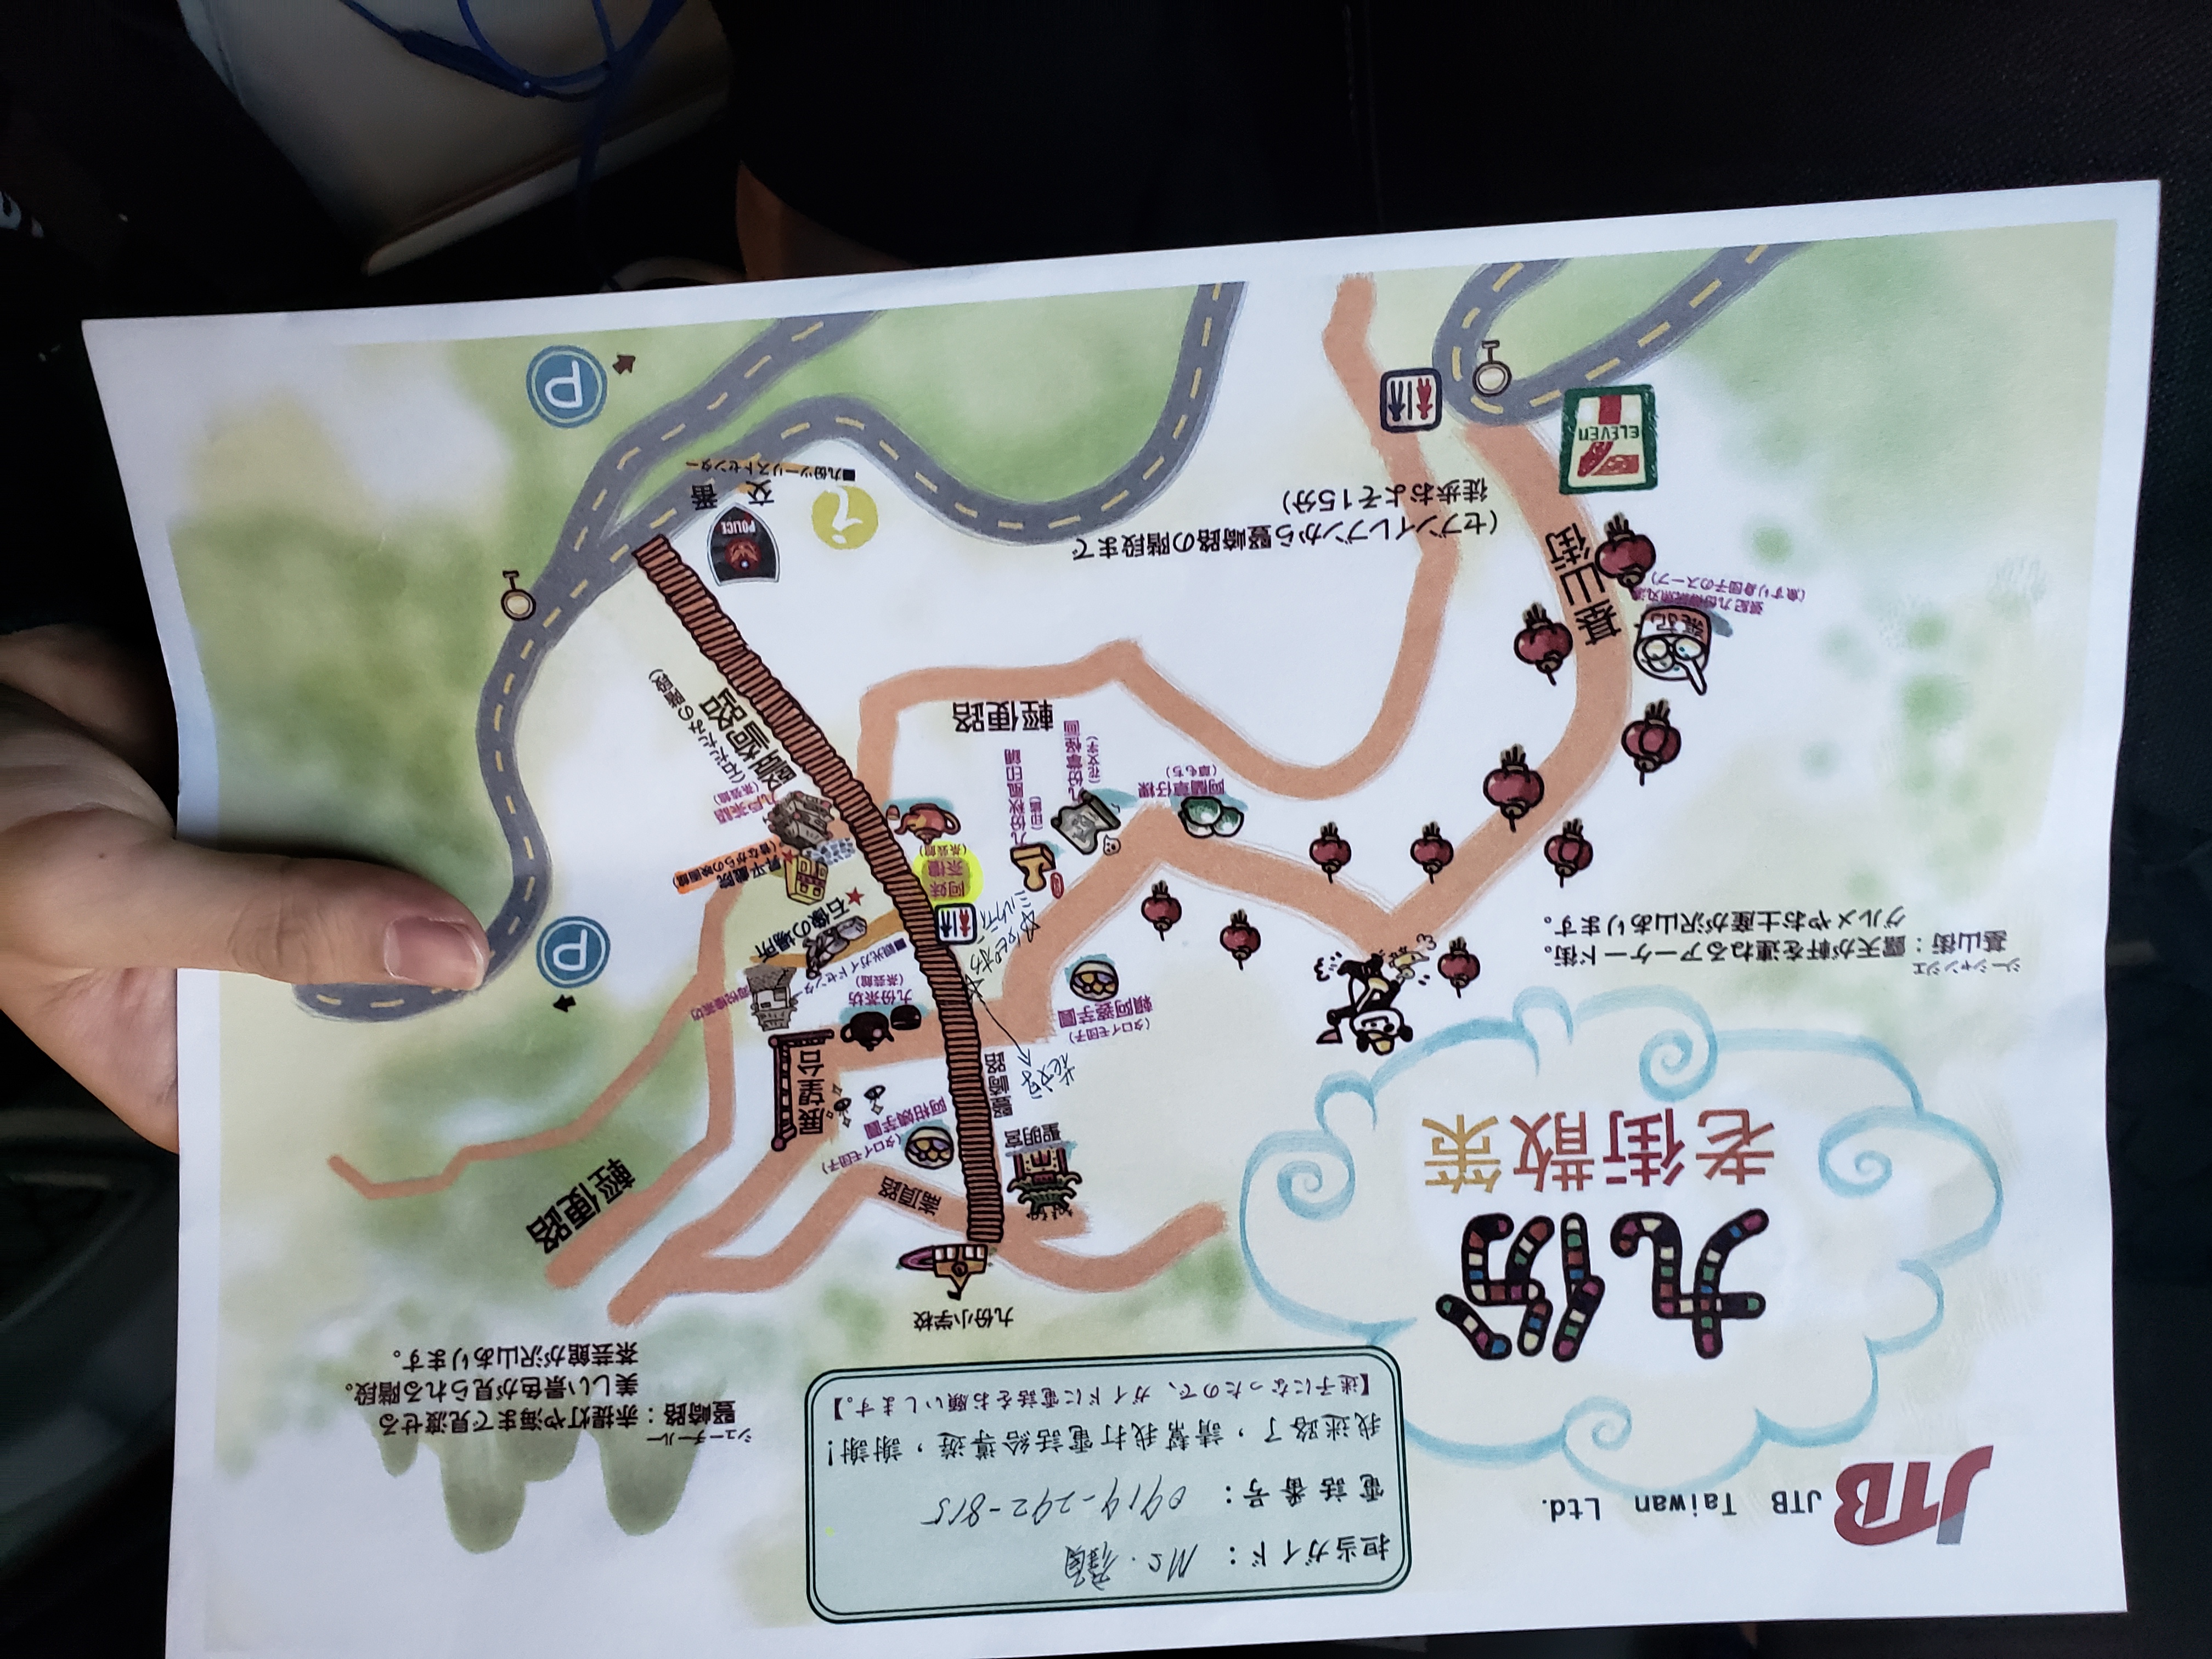 JTB JTB Taiwan Ltd.
担当ガイド： Ms. 顏
電話番号： 0919-292-815
我迷路了，請幫我打電話給導遊，謝謝!
【迷子になったので、ガイドに電話をお願いします。】
九份
老街散策
シューチールー
豎崎路：赤提灯や海まで見渡せる
美しい景色が見られる階段。
茶芸館が沢山あります。
九份小学校
崙頂路
輕便路
聖明宮
(タロイモ団子)
阿柑姨芋圓
豎崎路
展望台
花文字
(タロイモ団子)
賴阿婆芋圓
九份茶坊
(茶芸館)
海悅樓茶坊
■観光ガイドセンター
★石像の場所
タピオカ
ミルクティ
阿妹
茶樓
(茶芸館)
★昇平戲院
(昔ながらの映画館)
九戶茶語
(茶芸館)
豎崎路
(石だたみの階段)
ジーシャンジエ
基山街：露天が軒を連ねるアーケード街。
グルメやお土産が沢山あります。
阿蘭草仔粿
(草もち)
九份掌怪画
(花文字)
九份秋風印舖
(印鑑)
輕便路
張記 九份傳統魚丸
(魚すり身団子のスープ)
基山街
(セブンイレブンから豎崎路の階段まで
徒歩およそ15分)
7
ELEVEn
P
i
POLICE
交番
■九份ツーリストセンター
P